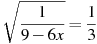 √(1/(9−6x)) = 1/3